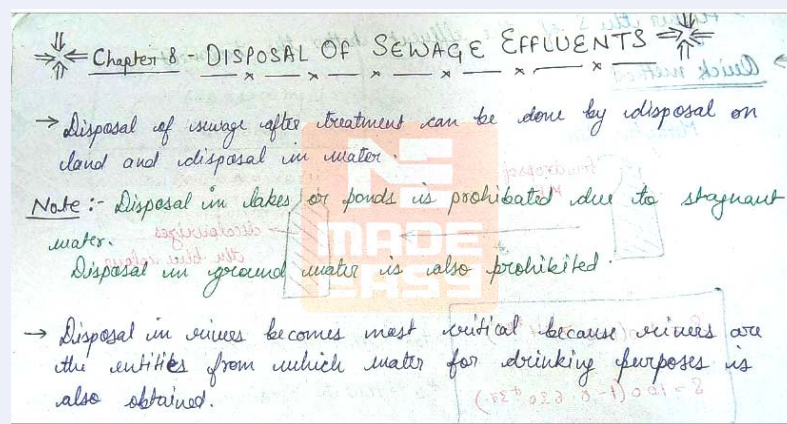 Chapter 8 - DISPOSAL OF SEWAGE EFFLUENTS
→ Disposal of sewage after treatment can be done by disposal on
land and disposal in water.
Note :- Disposal in lakes or ponds is prohibated due to stagnant
water.
Disposal in ground water is also prohibited.
MADE
EASY
→ Disposal in rivers becomes most critical because rivers are
the entities from which water for drinking purposes is
also obtained.